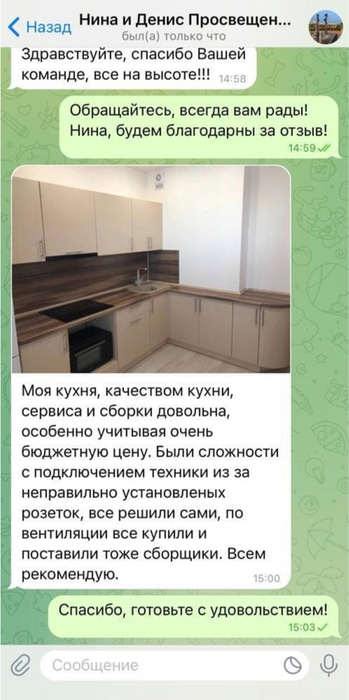 Назад
Нина и Денис Просвещен...
был(а) только что
Здравствуйте, спасибо Вашей
команде, все на высоте!!! 14:58
Обращайтесь, всегда вам рады!
Нина, будем благодарны за отзыв!
14:59
Моя кухня, качеством кухни,
сервиса и сборки довольна,
особенно учитывая очень
бюджетную цену. Были сложности
с подключением техники из за
неправильно установленых
розеток, все решили сами, по
вентиляции все купили и
поставили тоже сборщики. Всем
рекомендую. 15:00
Спасибо, готовьте с удовольствием!
15:03
Сообщение